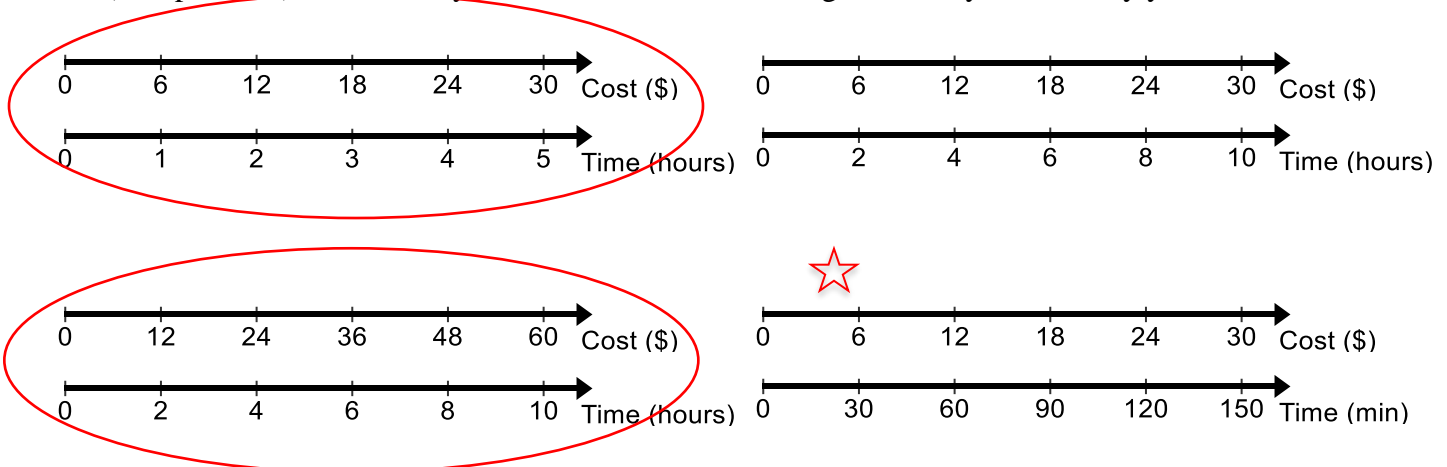 0 6 12 18 24 30 Cost ($)
0 1 2 3 4 5 Time (hours)
0 6 12 18 24 30 Cost ($)
0 2 4 6 8 10 Time (hours)
0 12 24 36 48 60 Cost ($)
0 2 4 6 8 10 Time (hours)
0 6 12 18 24 30 Cost ($)
0 30 60 90 120 150 Time (min)